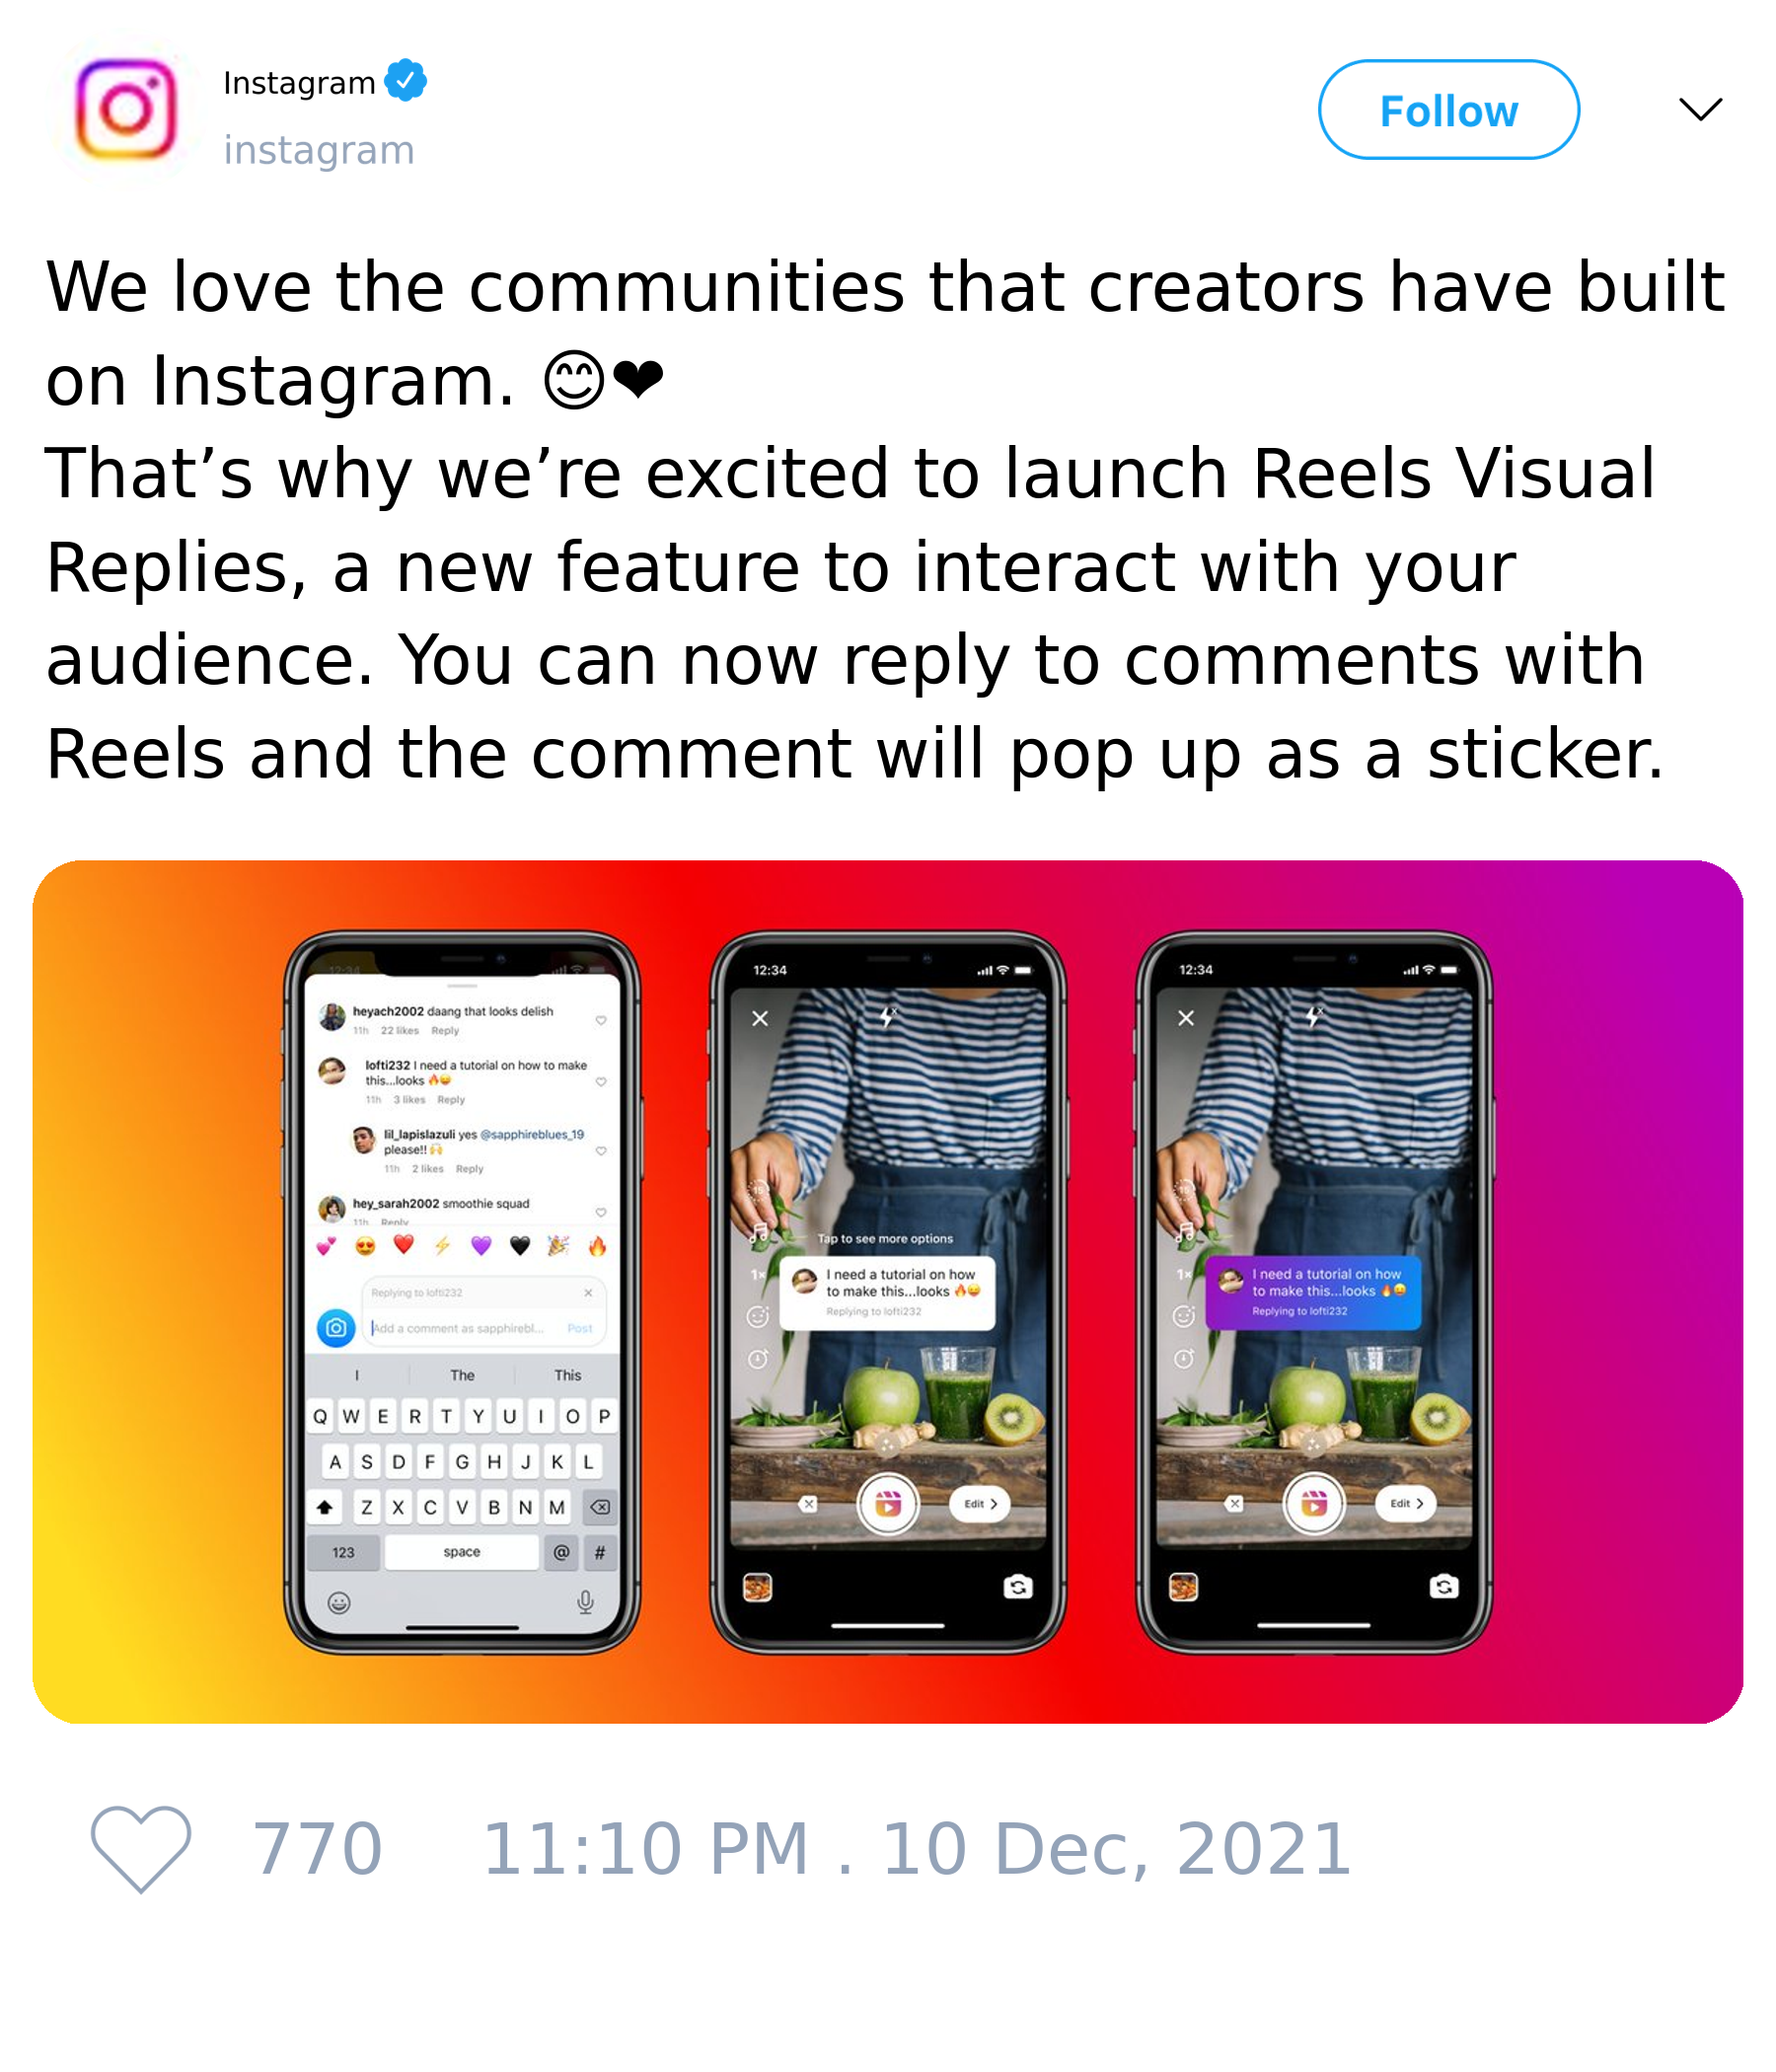 Instagram
instagram
Follow
We love the communities that creators have built
on Instagram. 😊❤
That’s why we’re excited to launch Reels Visual
Replies, a new feature to interact with your
audience. You can now reply to comments with
Reels and the comment will pop up as a sticker.
12:34
heyach2002 daang that looks delish
11h 22 likes Reply
lofti232 I need a tutorial on how to make
this...looks 🔥😛
11h 3 likes Reply
lil_lapislazuli yes @sapphireblues_19
please!! 🙌
11h 2 likes Reply
hey_sarah2002 smoothie squad
11h Reply
💕 😍 ❤️ ⚡ 💜 🖤 🎉 🔥
Replying to lofti232
Add a comment as sapphirebl... Post
I The This
Q W E R T Y U I O P
A S D F G H J K L
Z X C V B N M
123 space @ #
12:34
15
Tap to see more options
1x
I need a tutorial on how
to make this...looks 🔥😛
Replying to lofti232
Edit
12:34
15
1x
I need a tutorial on how
to make this...looks 🔥😛
Replying to lofti232
Edit
770 11:10 PM . 10 Dec, 2021